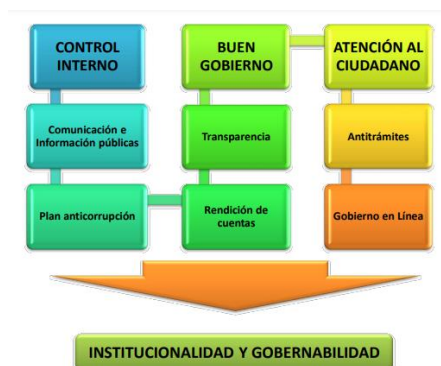 CONTROL
INTERNO
BUEN
GOBIERNO
ATENCIÓN AL
CIUDADANO
Comunicación e
Información públicas
Transparencia
Antitrámites
Plan anticorrupción
Rendición de
cuentas
Gobierno en Línea
INSTITUCIONALIDAD Y GOBERNABILIDAD